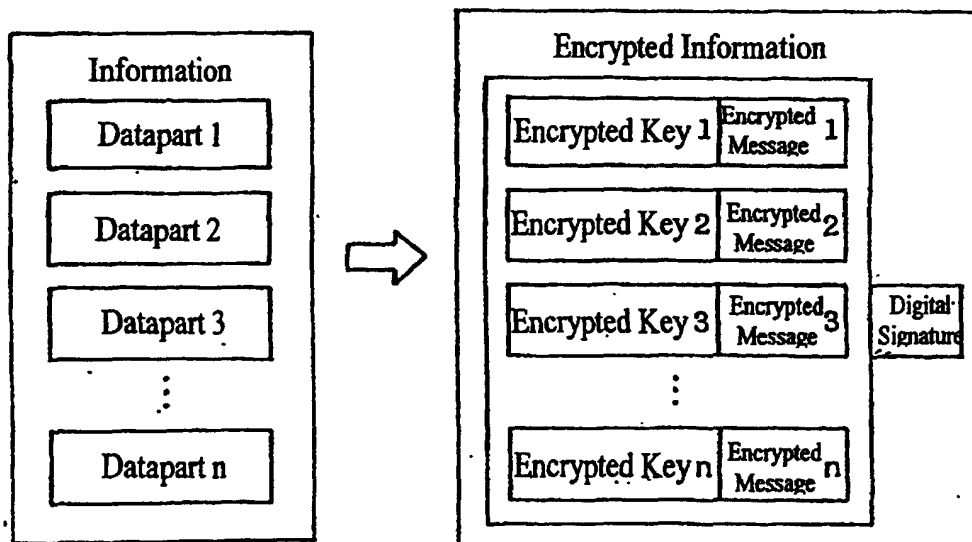 Information
Datapart 1
Datapart 2
Datapart 3
Datapart n
Encrypted Information
Encrypted Key 1
Encrypted Message 1
Encrypted Key 2
Encrypted Message 2
Encrypted Key 3
Encrypted Message 3
Encrypted Key n
Encrypted Message n
Digital
Signature